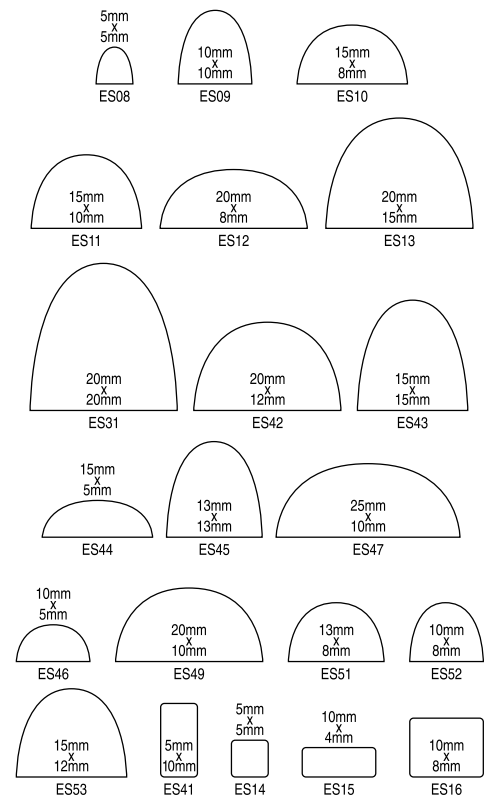 5mm
x
5mm
ES08
10mm
x
10mm
ES09
15mm
x
8mm
ES10
15mm
x
10mm
ES11
20mm
x
8mm
ES12
20mm
x
15mm
ES13
20mm
x
20mm
ES31
20mm
x
12mm
ES42
15mm
x
15mm
ES43
15mm
x
5mm
ES44
13mm
x
13mm
ES45
25mm
x
10mm
ES47
10mm
x
5mm
ES46
20mm
x
10mm
ES49
13mm
x
8mm
ES51
10mm
x
8mm
ES52
15mm
x
12mm
ES53
5mm
x
10mm
ES41
5mm
x
5mm
ES14
10mm
x
4mm
ES15
10mm
x
8mm
ES16